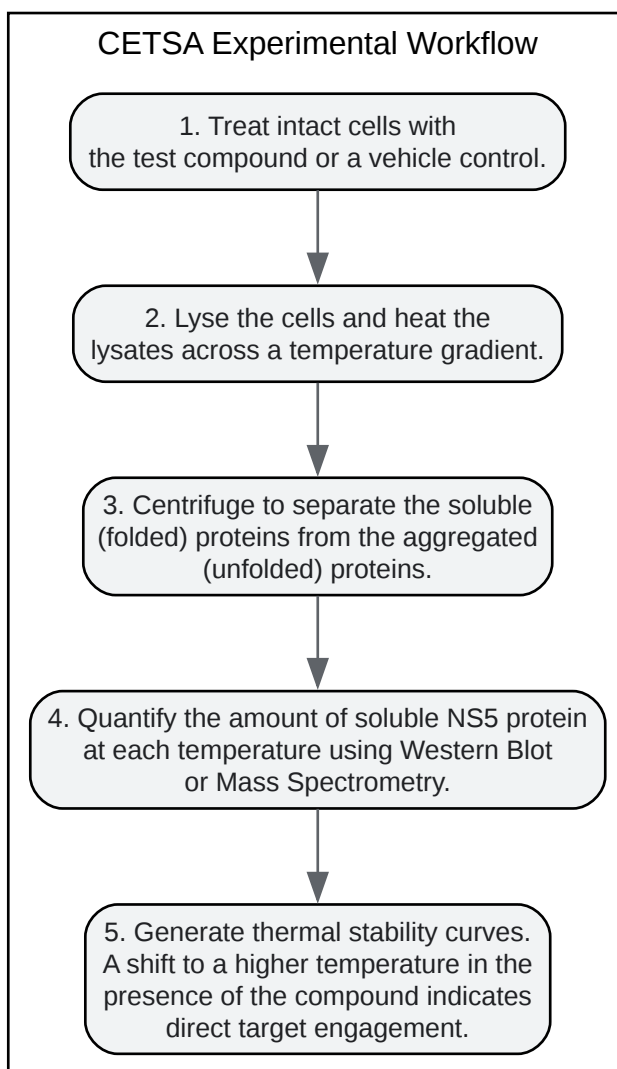 CETSA Experimental Workflow
1. Treat intact cells with
the test compound or a vehicle control.
2. Lyse the cells and heat the
lysates across a temperature gradient.
3. Centrifuge to separate the soluble
(folded) proteins from the aggregated
(unfolded) proteins.
4. Quantify the amount of soluble NS5 protein
at each temperature using Western Blot
or Mass Spectrometry.
5. Generate thermal stability curves.
A shift to a higher temperature in the
presence of the compound indicates
direct target engagement.